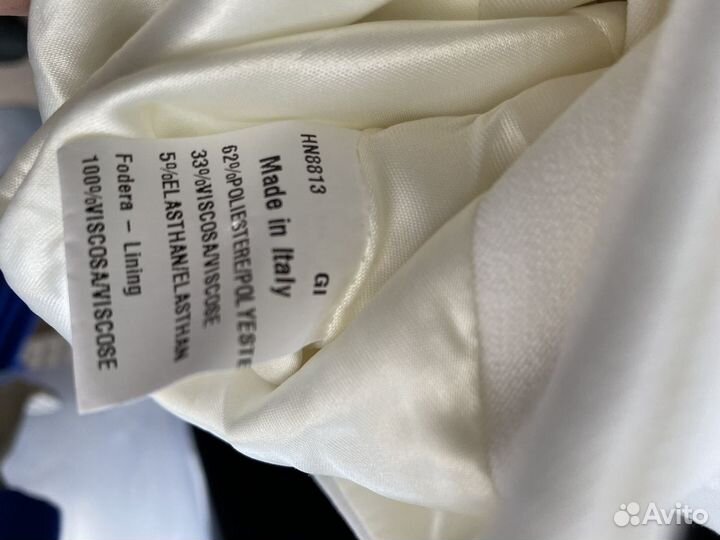 HN8813
GI
Made in Italy
62%POLIESTERE/POLYESTE
33%VISCOSA/VISCOSE
5%ELASTHAN/ELASTHAN
Fodera – Lining
100%VISCOSA/VISCOSE
Avito